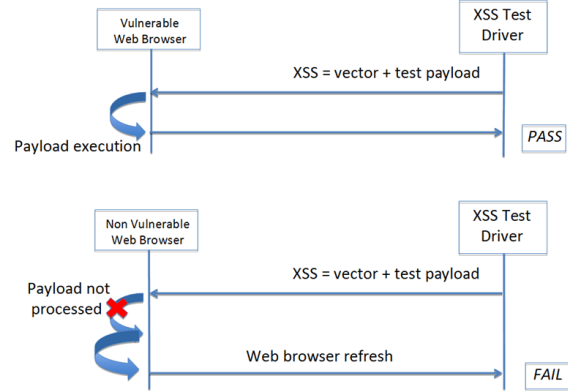 Vulnerable
Web Browser
XSS Test
Driver
XSS = vector + test payload
Payload execution
PASS
Non Vulnerable
Web Browser
XSS Test
Driver
XSS = vector + test payload
Payload not
processed
Web browser refresh
FAIL